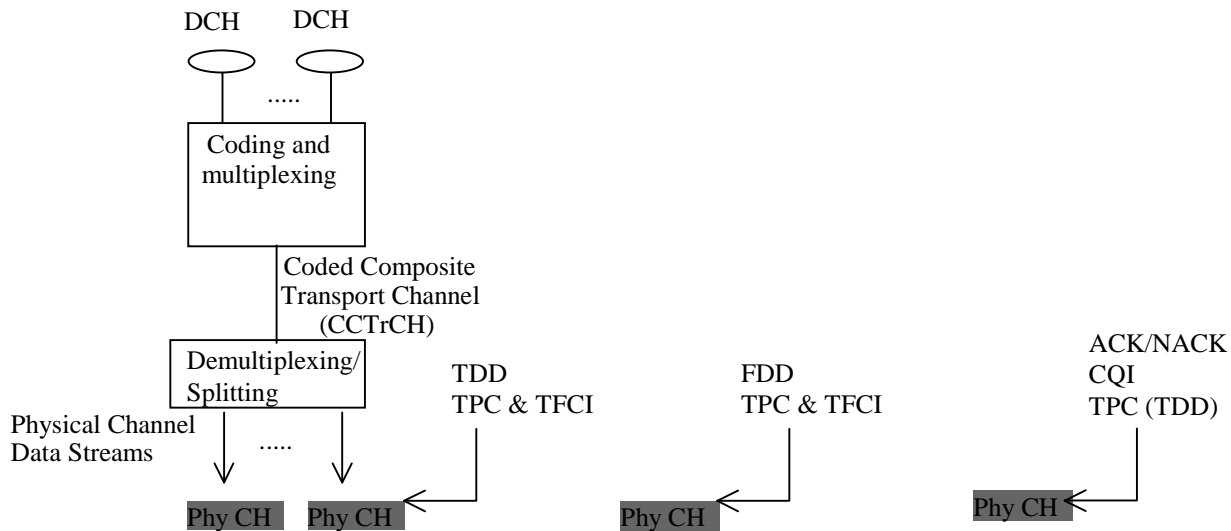 DCH
DCH
.....
Coding and
multiplexing
Coded Composite
Transport Channel
(CCTrCH)
Demultiplexing/
Splitting
Physical Channel
Data Streams
.....
TDD
TPC & TFCI
FDD
TPC & TFCI
ACK/NACK
CQI
TPC (TDD)
Phy CH
Phy CH
Phy CH
Phy CH